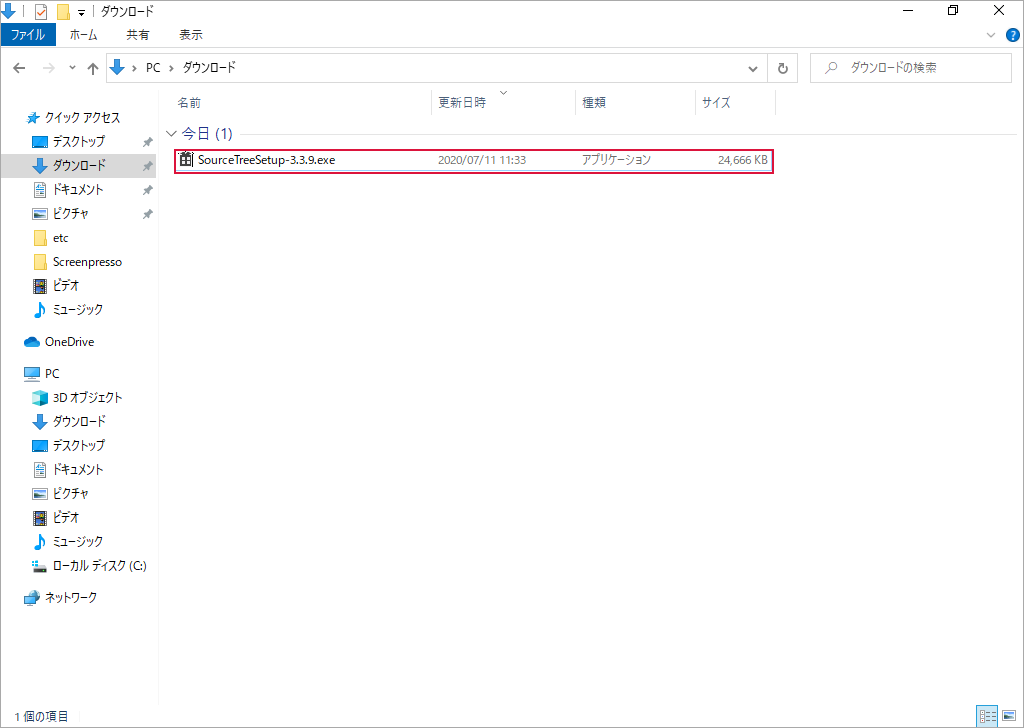 ダウンロード
ファイル ホーム 共有 表示
PC ダウンロード ダウンロードの検索
名前 更新日時 種類 サイズ
今日 (1)
SourceTreeSetup-3.3.9.exe 2020/07/11 11:33 アプリケーション 24,666 KB
クイック アクセス
デスクトップ
ダウンロード
ドキュメント
ピクチャ
etc
Screenpresso
ビデオ
ミュージック
OneDrive
PC
3D オブジェクト
ダウンロード
デスクトップ
ドキュメント
ピクチャ
ビデオ
ミュージック
ローカル ディスク (C:)
ネットワーク
1 個の項目